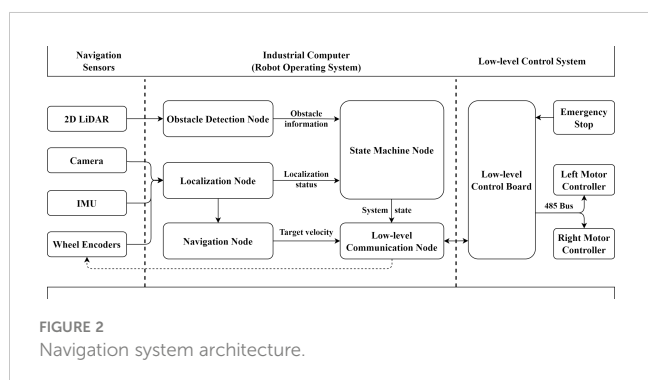 Navigation
Sensors
Industrial Computer
(Robot Operating System)
Low-level Control System
2D LiDAR
Obstacle Detection Node
Obstacle
information
Emergency
Stop
State Machine Node
Camera
Localization Node
Localization
status
Low-level
Control Board
Left Motor
Controller
IMU
485 Bus
System state
Wheel Encoders
Navigation Node
Target velocity
Low-level
Communication Node
Right Motor
Controller
FIGURE 2
Navigation system architecture.